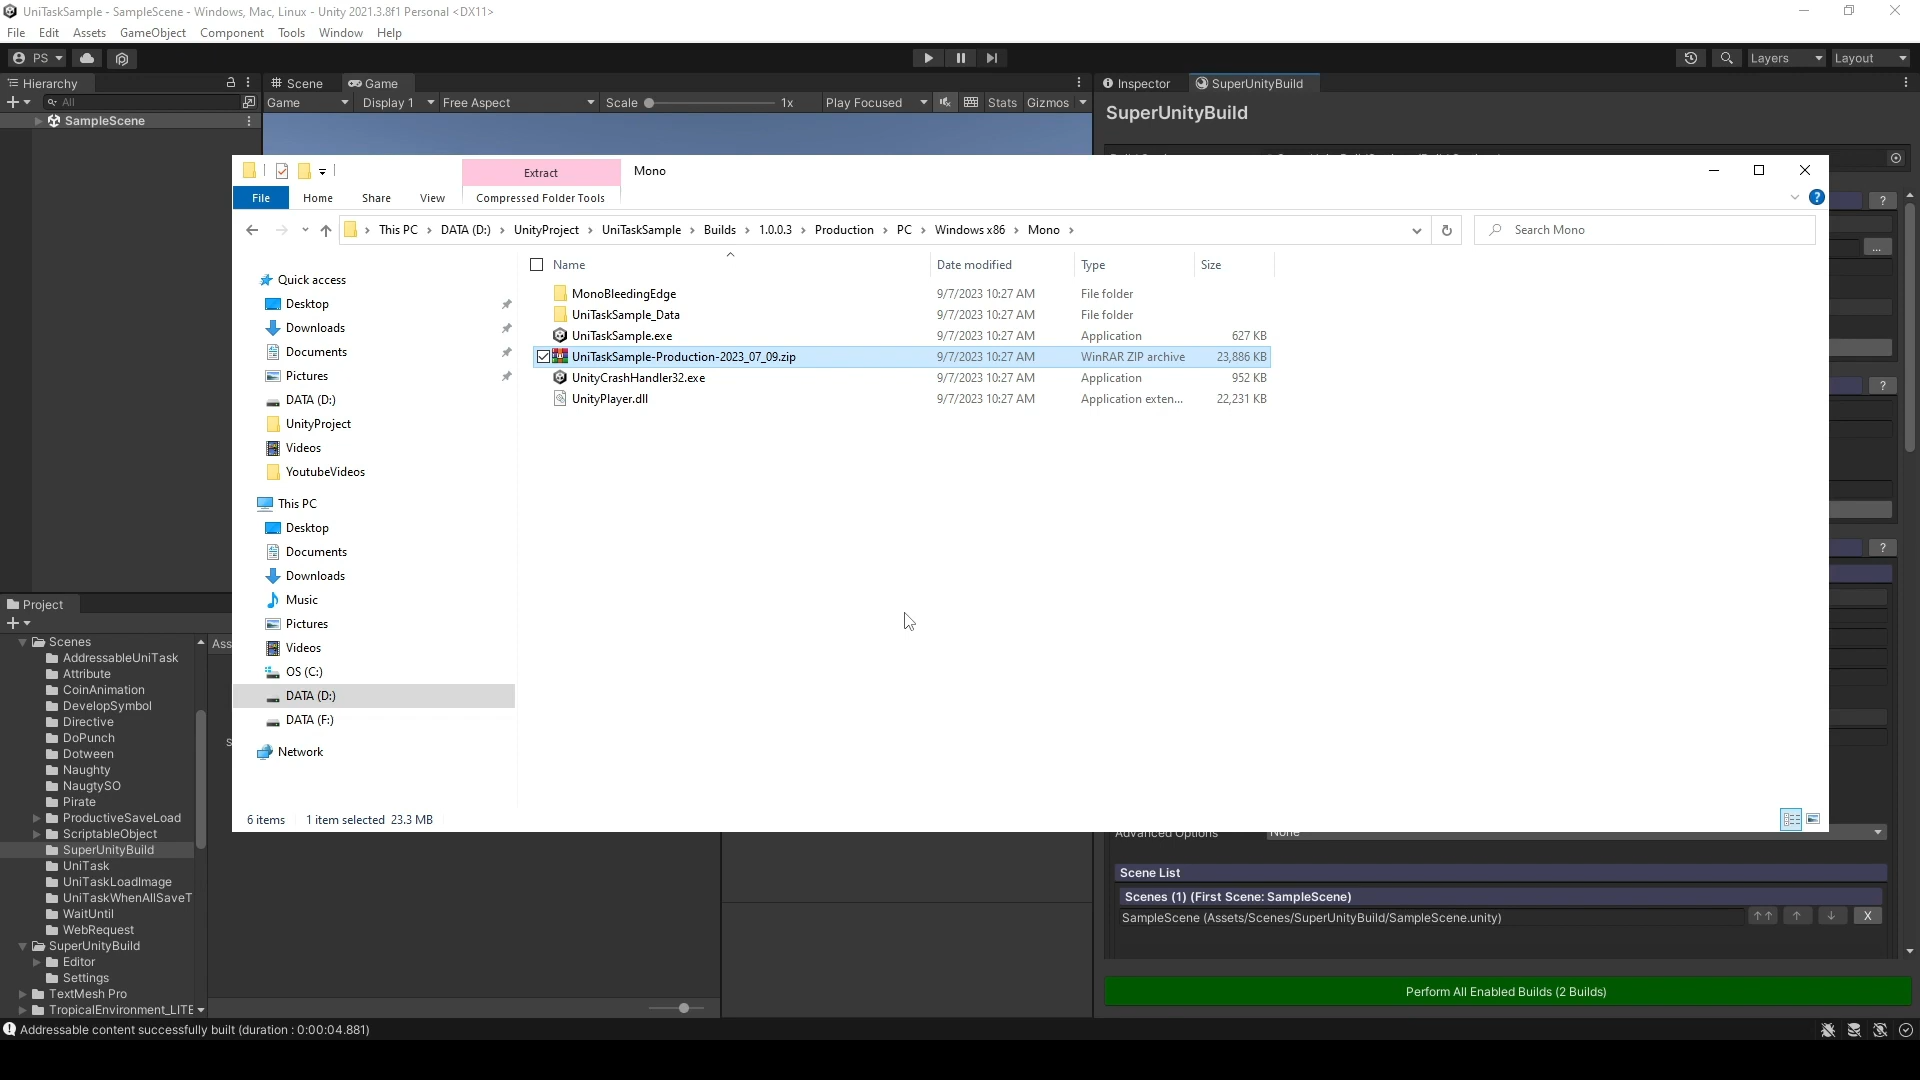 UniTaskSample - SampleScene - Windows, Mac, Linux - Unity 2021.3.8f1 Personal <DX11>
File Edit Assets GameObject Component Tools Window Help
PS Layers Layout
Hierarchy Scene Game Inspector SuperUnityBuild
All Game Display 1 Free Aspect Scale 1x Play Focused Stats Gizmos
SampleScene
SuperUnityBuild
Extract Mono
File Home Share View Compressed Folder Tools
This PC DATA (D:) UnityProject UniTaskSample Builds 1.0.0.3 Production PC Windows x86 Mono Search Mono
Name Date modified Type Size
MonoBleedingEdge 9/7/2023 10:27 AM File folder
UniTaskSample_Data 9/7/2023 10:27 AM File folder
UniTaskSample.exe 9/7/2023 10:27 AM Application 627 KB
UniTaskSample-Production-2023_07_09.zip 9/7/2023 10:27 AM WinRAR ZIP archive 23,886 KB
UnityCrashHandler32.exe 9/7/2023 10:27 AM Application 952 KB
UnityPlayer.dll 9/7/2023 10:27 AM Application exten... 22,231 KB
Quick access
Desktop
Downloads
Documents
Pictures
DATA (D:)
UnityProject
Videos
YoutubeVideos
This PC
Desktop
Documents
Downloads
Music
Pictures
Videos
OS (C:)
DATA (D:)
DATA (F:)
Network
6 items 1 item selected 23.3 MB
?
...
?
?
Project
Ass
Scenes
AddressableUniTask
Attribute
CoinAnimation
DevelopSymbol
Directive
DoPunch
Dotween
Naughty
NaugtySO
Pirate
ProductiveSaveLoad
ScriptableObject
SuperUnityBuild
UniTask
UniTaskLoadImage
UniTaskWhenAllSaveT
WaitUntil
WebRequest
SuperUnityBuild
Editor
Settings
TextMesh Pro
TropicalEnvironment_LITE
Advanced Options None
Scene List
Scenes (1) (First Scene: SampleScene)
SampleScene (Assets/Scenes/SuperUnityBuild/SampleScene.unity) ↑↑ ↑ ↓ X
Perform All Enabled Builds (2 Builds)
Addressable content successfully built (duration : 0:00:04.881)